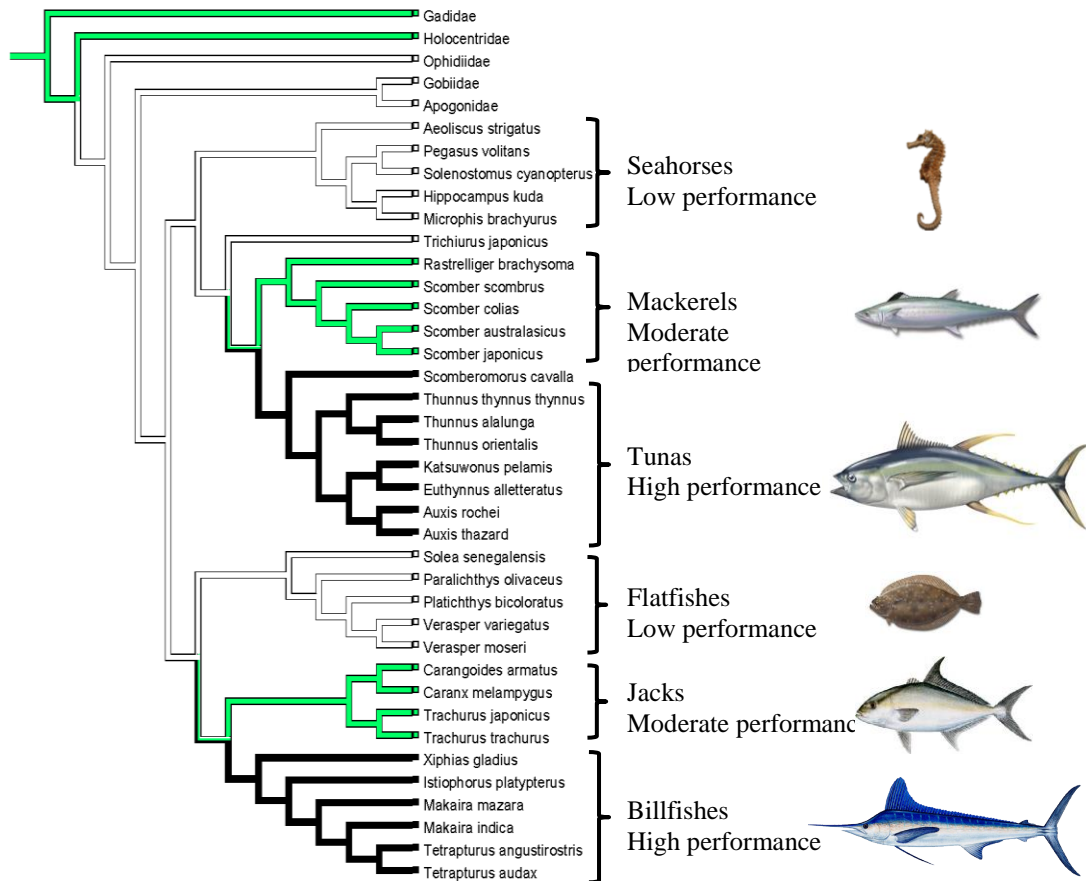 Gadidae
Holocentridae
Ophidiidae
Gobiidae
Apogonidae
Aeoliscus strigatus
Pegasus volitans
Solenostomus cyanopterus
Hippocampus kuda
Microphis brachyurus
Seahorses
Low performance
Trichiurus japonicus
Rastrelliger brachysoma
Scomber scombrus
Scomber colias
Scomber australasicus
Scomber japonicus
Mackerels
Moderate
performance
Scomberomorus cavalla
Thunnus thynnus thynnus
Thunnus alalunga
Thunnus orientalis
Katsuwonus pelamis
Euthynnus alletteratus
Auxis rochei
Auxis thazard
Tunas
High performance
Solea senegalensis
Paralichthys olivaceus
Platichthys bicoloratus
Verasper variegatus
Verasper moseri
Flatfishes
Low performance
Carangoides armatus
Caranx melampygus
Trachurus japonicus
Trachurus trachurus
Jacks
Moderate performanc
Xiphias gladius
Istiophorus platypterus
Makaira mazara
Makaira indica
Tetrapturus angustirostris
Tetrapturus audax
Billfishes
High performance